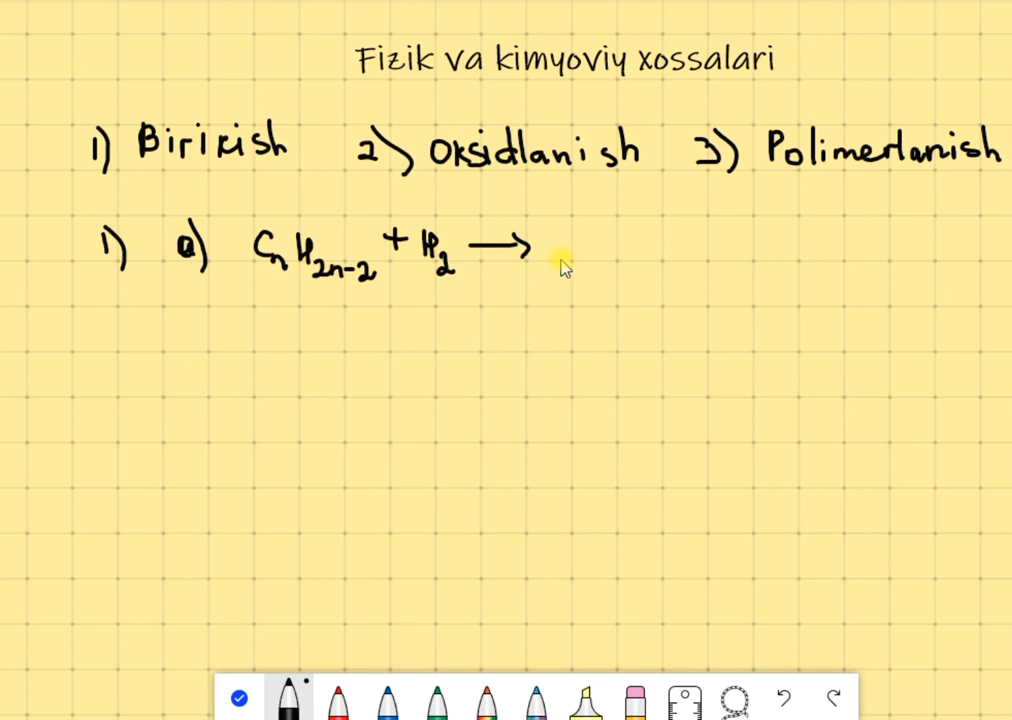 Fizik va kimyoviy xossalari
1) Birikish 2) Oksidlanish 3) Polimerlanish
1) a) CₙH₂ₙ₋₂ + H₂ →